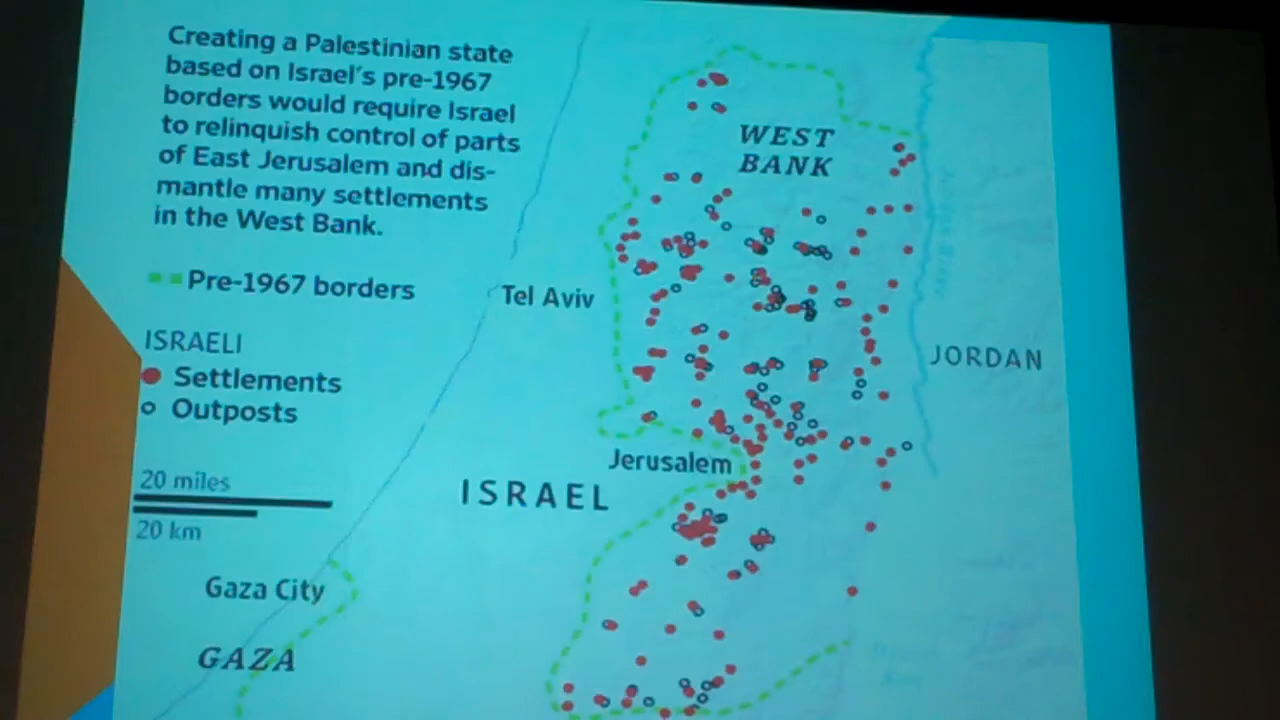 Creating a Palestinian state
based on Israel's pre-1967
borders would require Israel
to relinquish control of parts
of East Jerusalem and dis-
mantle many settlements
in the West Bank.
Pre-1967 borders
ISRAELI
Settlements
Outposts
20 miles
20 km
WEST
BANK
Tel Aviv
JORDAN
Jerusalem
ISRAEL
Gaza City
GAZA